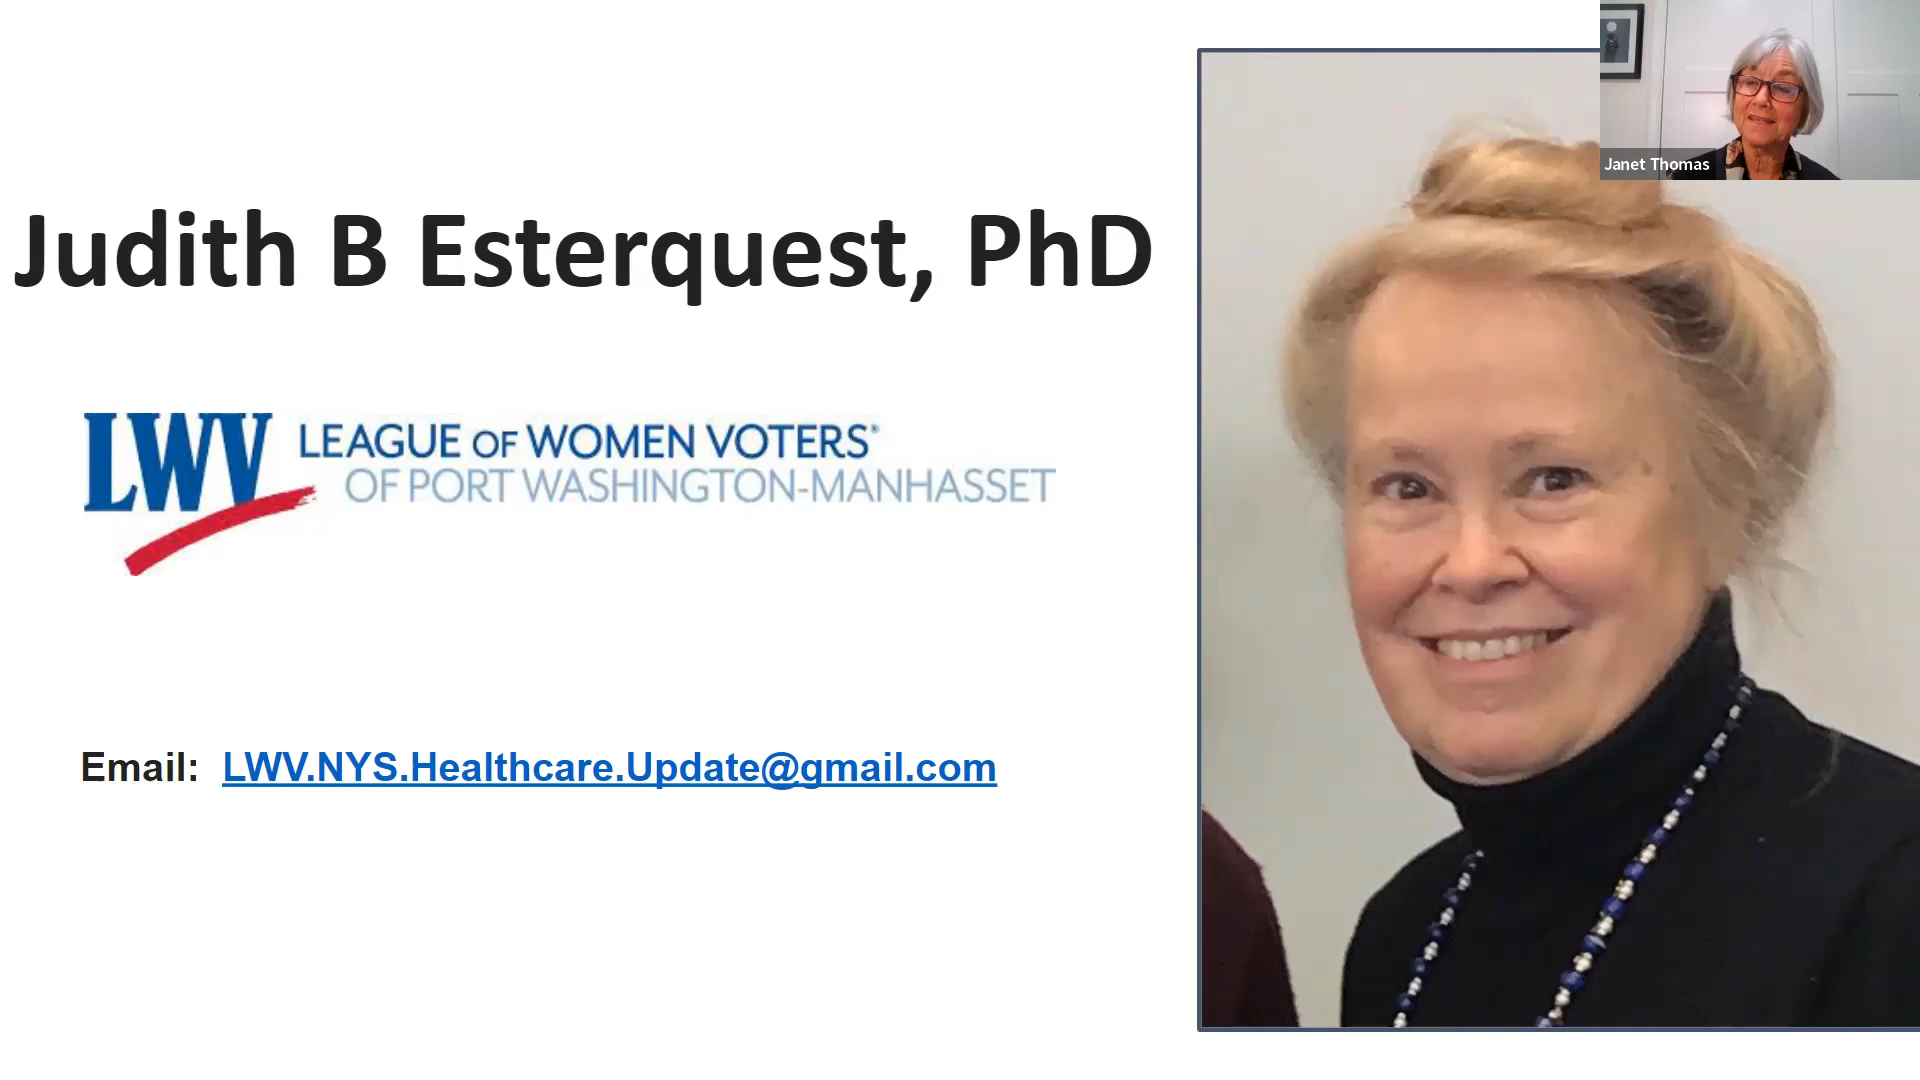 Janet Thomas
Judith B Esterquest, PhD
LWV LEAGUE OF WOMEN VOTERS®
OF PORT WASHINGTON-MANHASSET
Email: LWV.NYS.Healthcare.Update@gmail.com